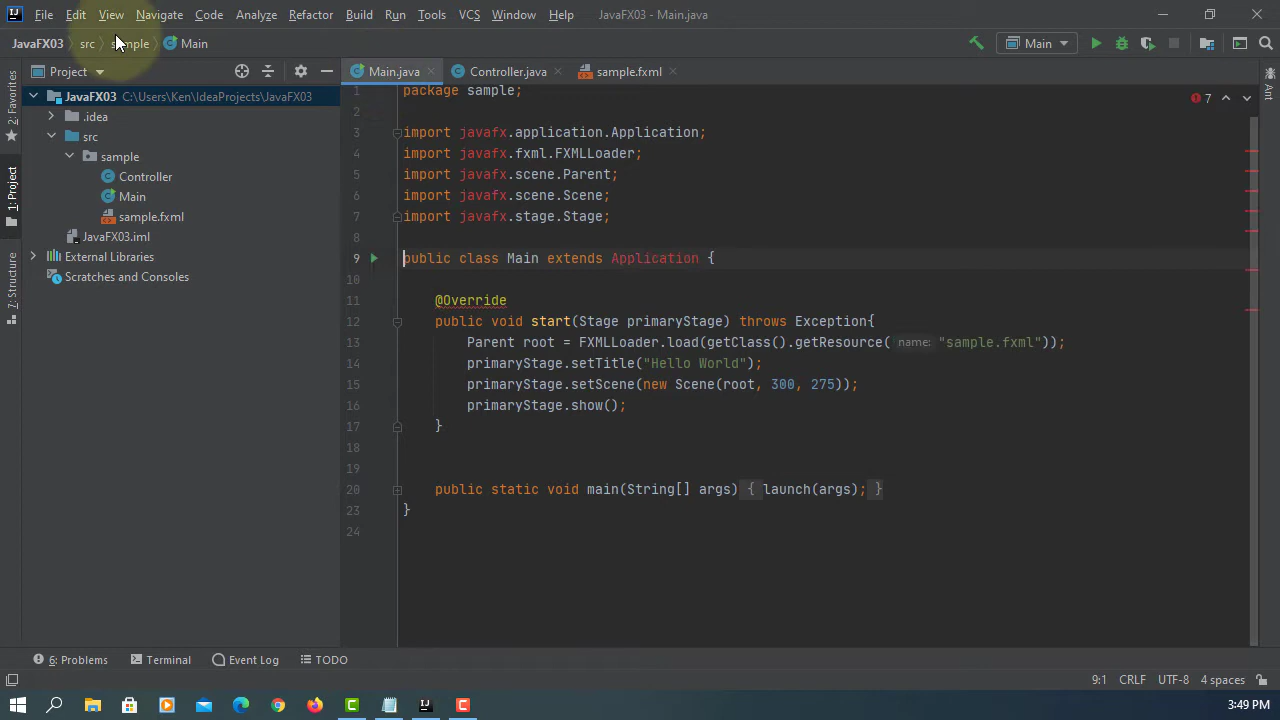 File Edit View Navigate Code Analyze Refactor Build Run Tools VCS Window Help JavaFX03 - Main.java
JavaFX03 src sample Main Main
Project Main.java Controller.java sample.fxml
JavaFX03 C:\Users\Ken\IdeaProjects\JavaFX03
.idea
src
sample
Controller
Main
sample.fxml
JavaFX03.iml
External Libraries
Scratches and Consoles
2: Favorites
1: Project
7: Structure
Ant
7
1 package sample;
2
3 import javafx.application.Application;
4 import javafx.fxml.FXMLLoader;
5 import javafx.scene.Parent;
6 import javafx.scene.Scene;
7 import javafx.stage.Stage;
8
9 public class Main extends Application {
10
11 @Override
12 public void start(Stage primaryStage) throws Exception{
13 Parent root = FXMLLoader.load(getClass().getResource( name: "sample.fxml"));
14 primaryStage.setTitle("Hello World");
15 primaryStage.setScene(new Scene(root, 300, 275));
16 primaryStage.show();
17 }
18
19
20 public static void main(String[] args) { launch(args); }
23 }
24
6: Problems Terminal Event Log TODO
9:1 CRLF UTF-8 4 spaces
3:49 PM